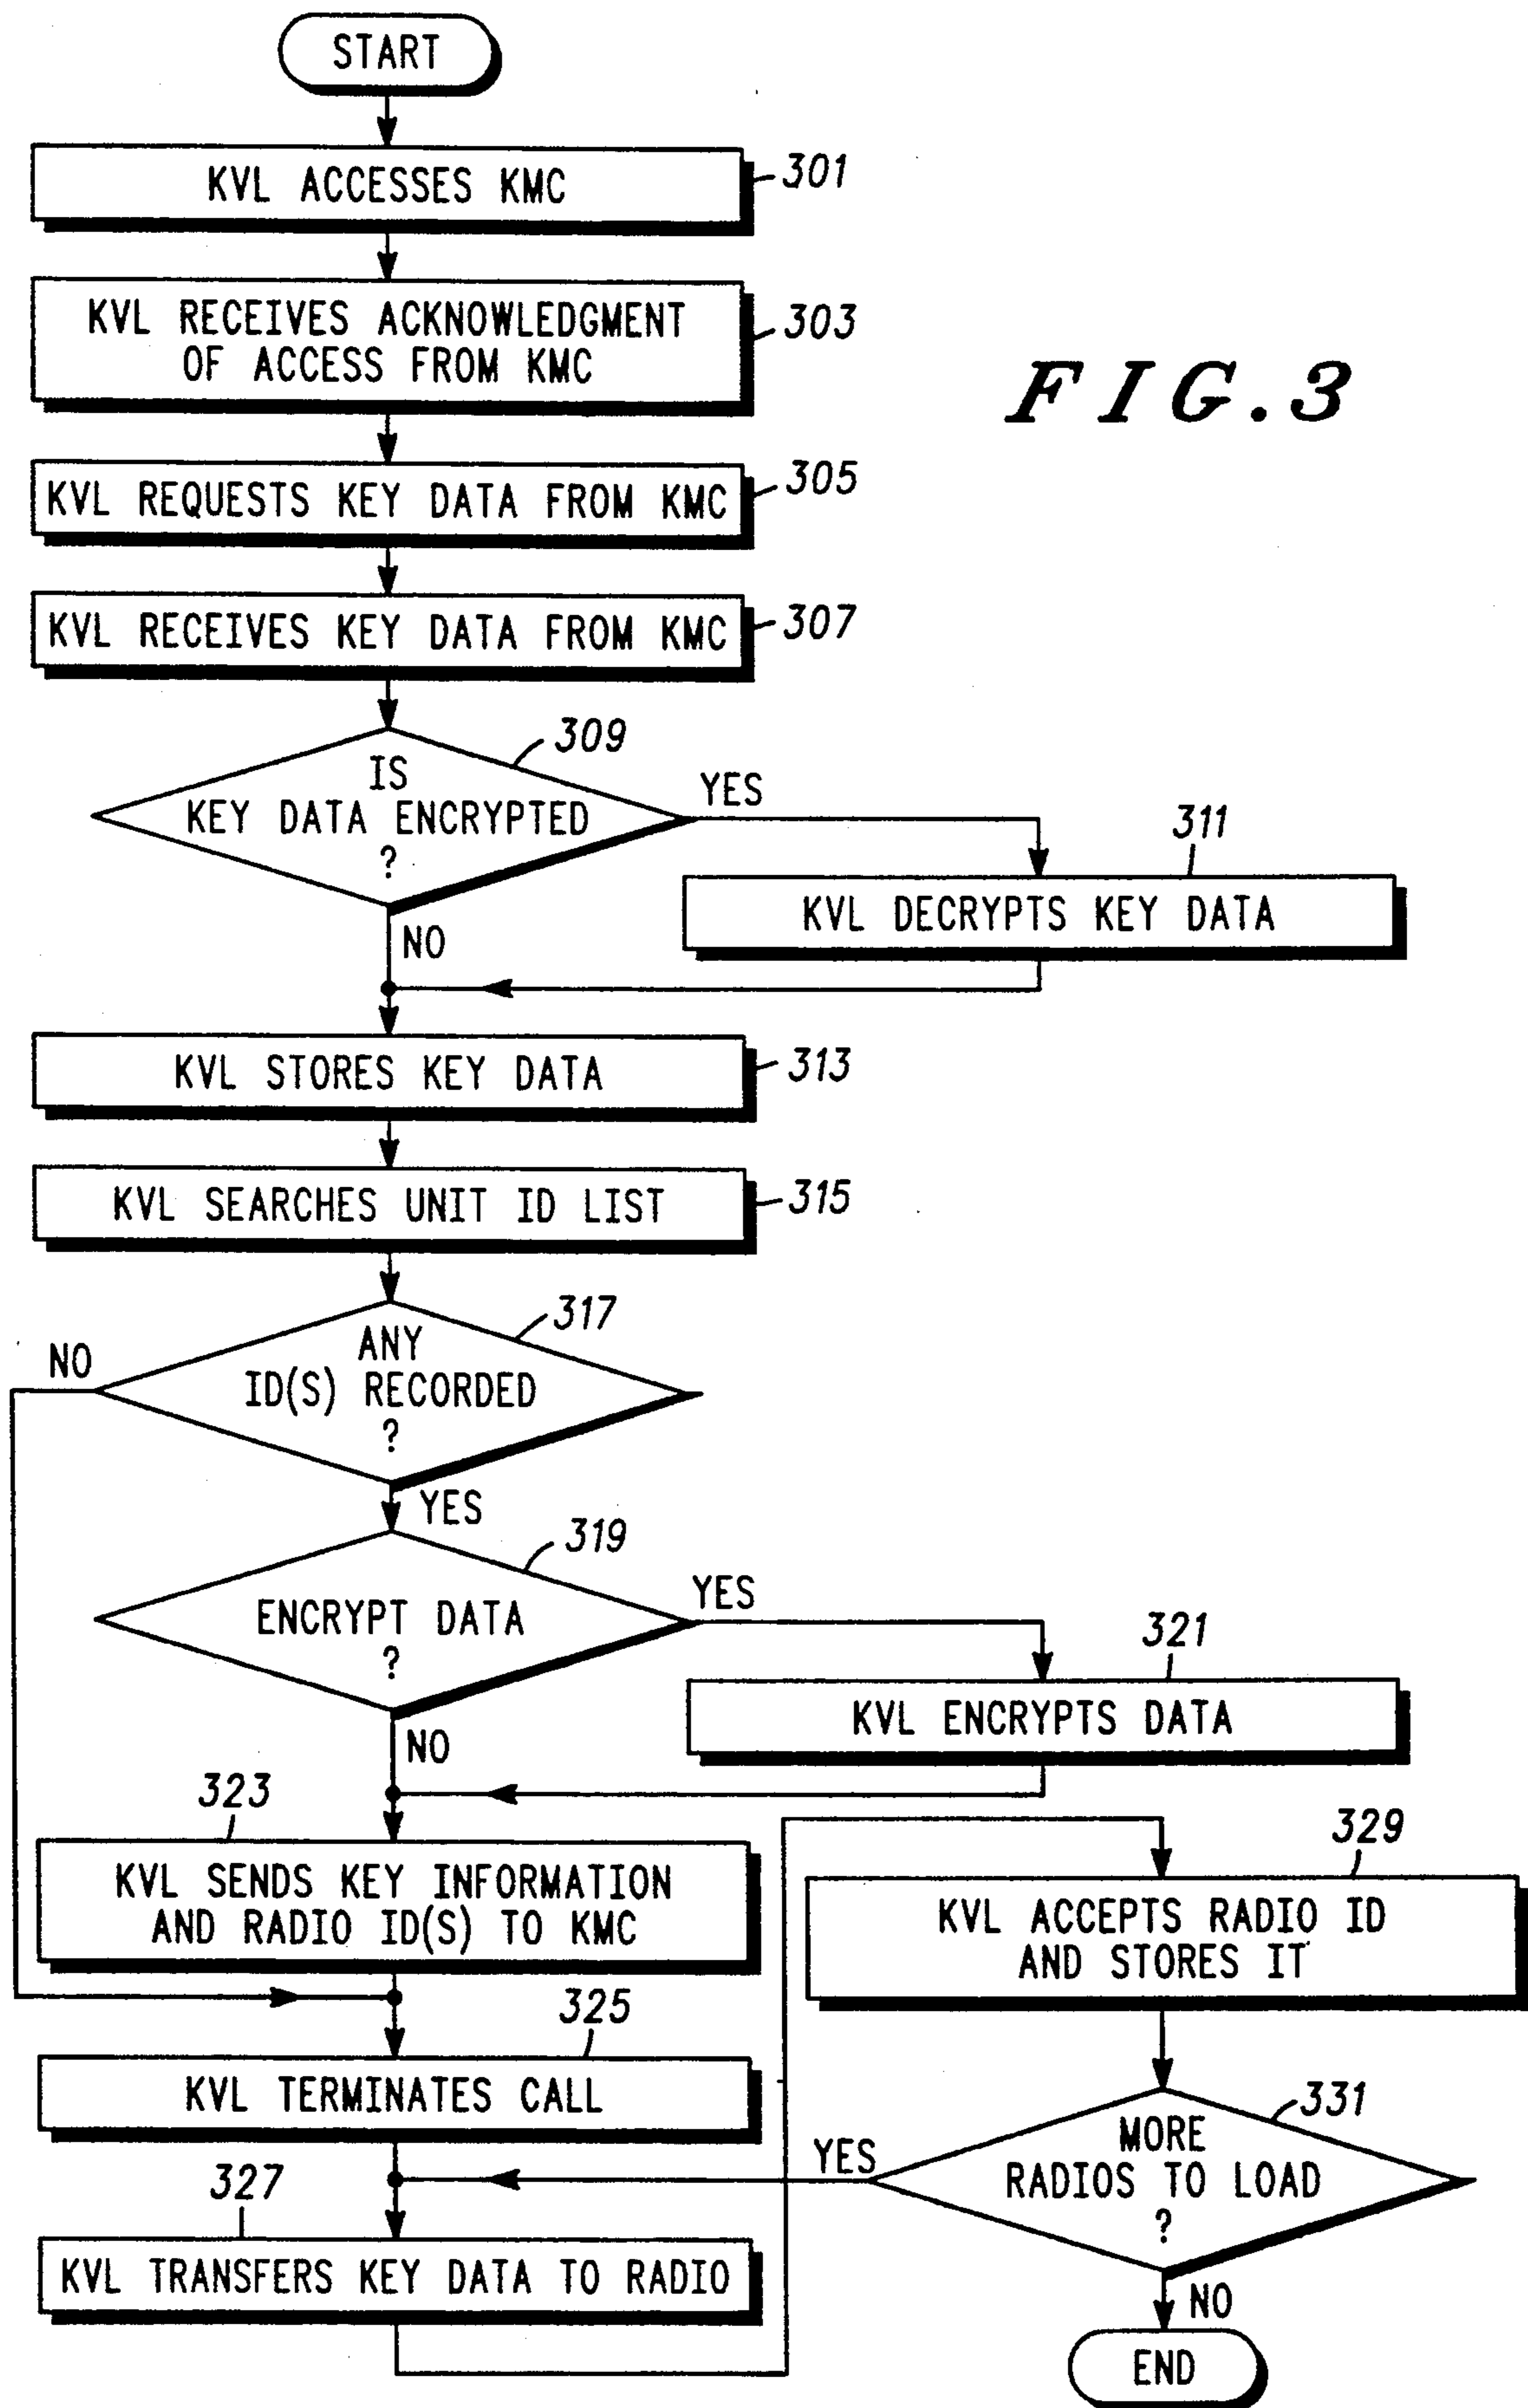 START
KVL ACCESSES KMC
301
KVL RECEIVES ACKNOWLEDGMENT
OF ACCESS FROM KMC
303
FIG.3
KVL REQUESTS KEY DATA FROM KMC
305
KVL RECEIVES KEY DATA FROM KMC
307
309
IS
KEY DATA ENCRYPTED
?
YES
NO
311
KVL DECRYPTS KEY DATA
KVL STORES KEY DATA
313
KVL SEARCHES UNIT ID LIST
315
317
ANY
ID(S) RECORDED
?
NO
YES
319
ENCRYPT DATA
?
YES
NO
321
KVL ENCRYPTS DATA
323
KVL SENDS KEY INFORMATION
AND RADIO ID(S) TO KMC
325
KVL TERMINATES CALL
327
KVL TRANSFERS KEY DATA TO RADIO
329
KVL ACCEPTS RADIO ID
AND STORES IT
331
MORE
RADIOS TO LOAD
?
YES
NO
END